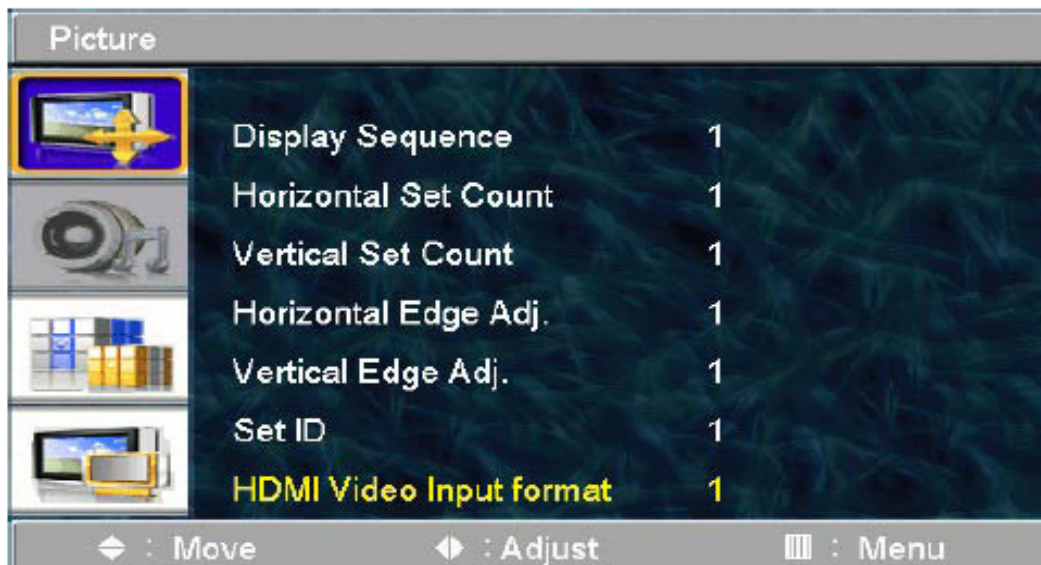 Picture
Display Sequence 1
Horizontal Set Count 1
Vertical Set Count 1
Horizontal Edge Adj. 1
Vertical Edge Adj. 1
Set ID 1
HDMI Video Input format 1
: Move : Adjust : Menu